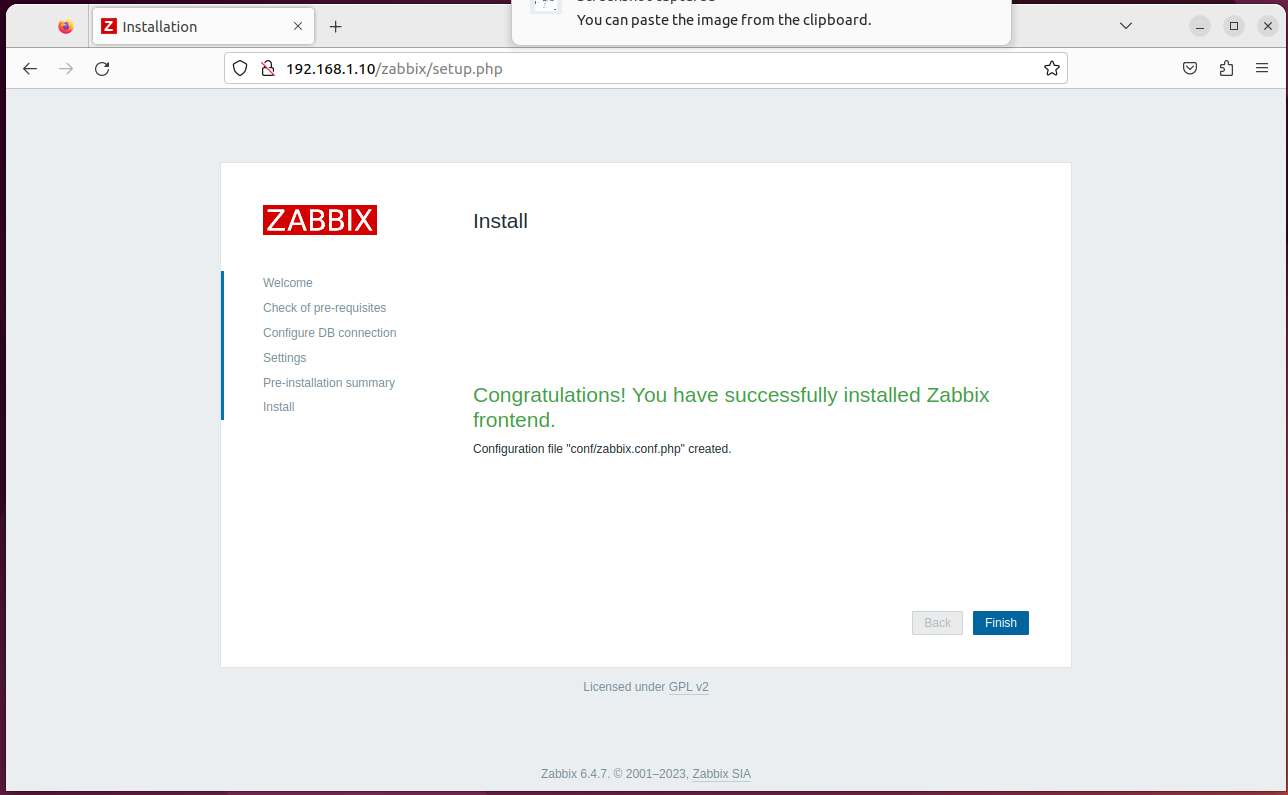 Screenshot captured
You can paste the image from the clipboard.
Installation
192.168.1.10/zabbix/setup.php
ZABBIX
Install
Welcome
Check of pre-requisites
Configure DB connection
Settings
Pre-installation summary
Install
Congratulations! You have successfully installed Zabbix
frontend.
Configuration file "conf/zabbix.conf.php" created.
Back
Finish
Licensed under GPL v2
Zabbix 6.4.7. © 2001–2023, Zabbix SIA